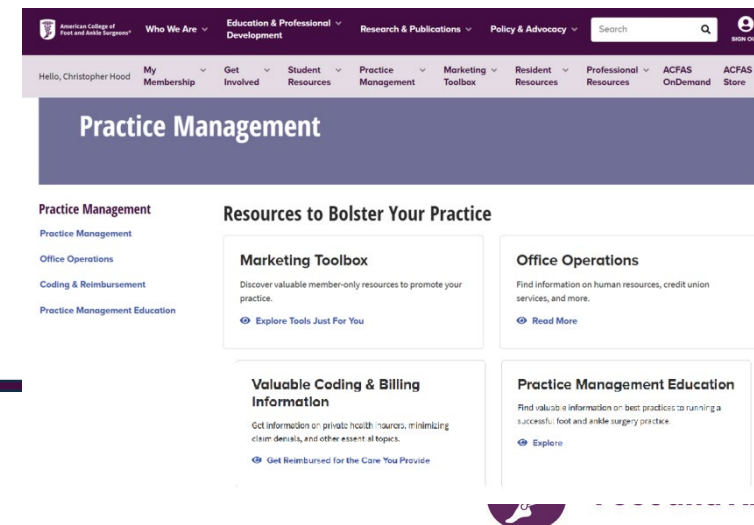 American College of
Foot and Ankle Surgeons®
Who We Are
Education & Professional
Development
Research & Publications
Policy & Advocacy
Search
SIGN OU
Hello, Christopher Hood
My
Membership
Get
Involved
Student
Resources
Practice
Management
Marketing
Toolbox
Resident
Resources
Professional
Resources
ACFAS
OnDemand
ACFAS
Store
Practice Management
Practice Management
Practice Management
Office Operations
Coding & Reimbursement
Practice Management Education
Resources to Bolster Your Practice
Marketing Toolbox
Discover valuable member-only resources to promote your
practice.
Explore Tools Just For You
Office Operations
Find information on human resources, credit union
services, and more.
Read More
Valuable Coding & Billing
Information
Get information on private health insurers, minimizing
claim denials, and other essential topics.
Get Reimbursed for the Care You Provide
Practice Management Education
Find valuable information on best practices to running a
successful foot and ankle surgery practice.
Explore